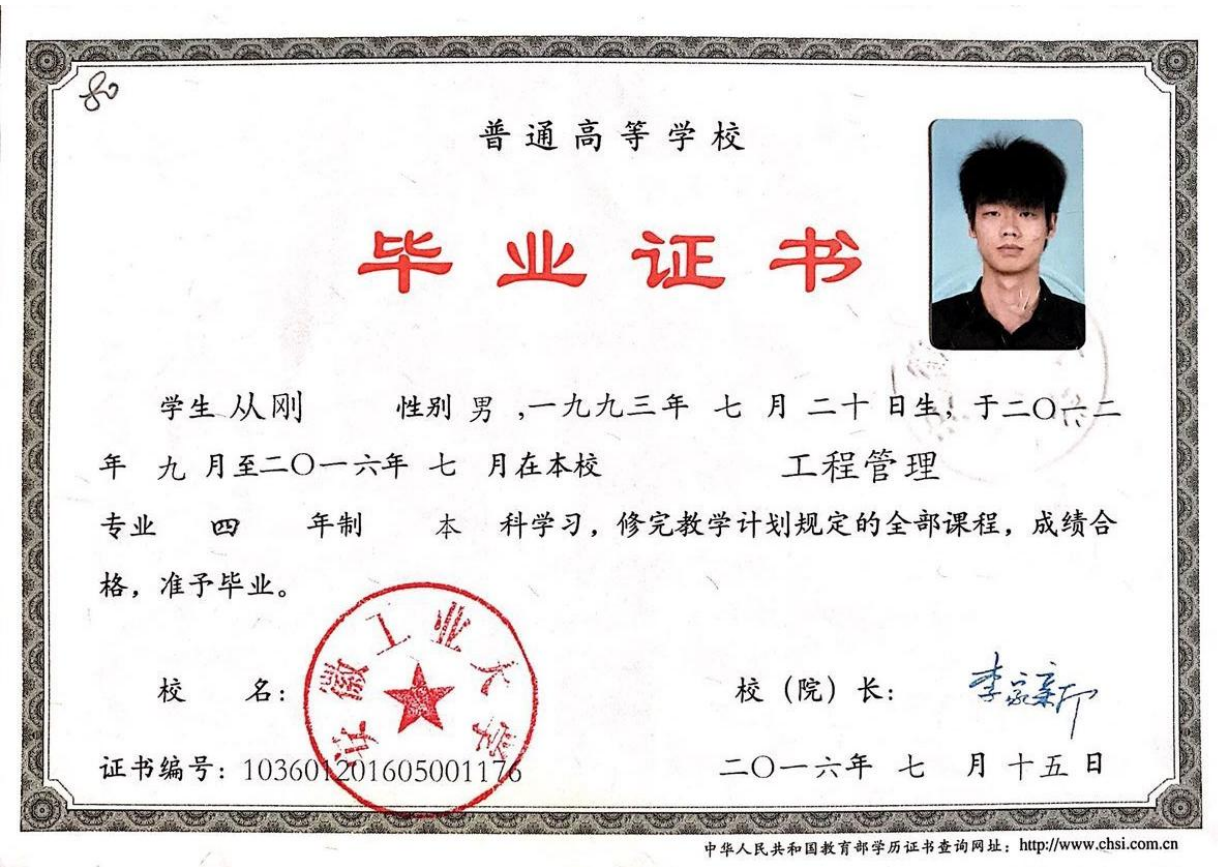 普通高等学校
毕业证书
学生 从刚 性别 男 ,一九九三年 七 月 二十 日生, 于二〇一二
年 九 月至二〇一六年 七 月在本校 工程管理
专业 四 年制 本 科学习, 修完教学计划规定的全部课程, 成绩合
格, 准予毕业。
安徽工业大学
校 名: 校 (院) 长:
证书编号: 103601201605001176 二〇一六年 七 月 十五 日
中华人民共和国教育部学历证书查询网址: http://www.chsi.com.cn